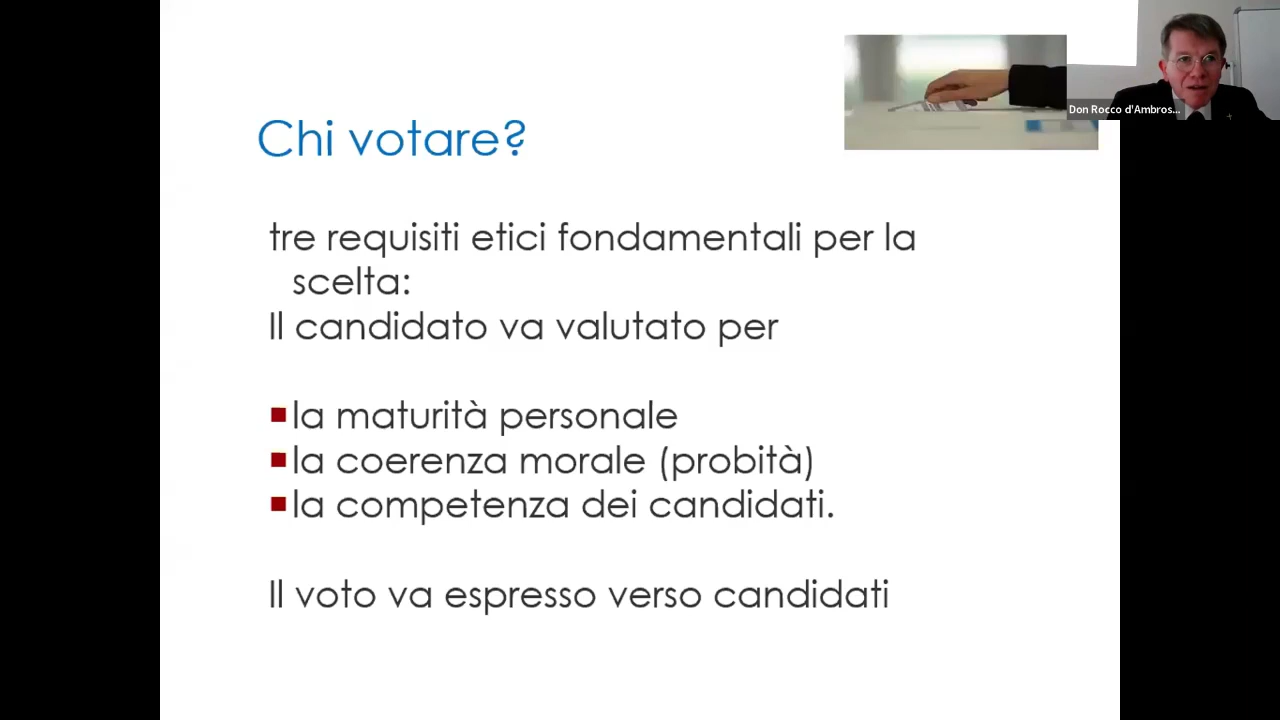 Don Rocco d'Ambros...
Chi votare?
tre requisiti etici fondamentali per la
scelta:
Il candidato va valutato per
la maturità personale
la coerenza morale (probità)
la competenza dei candidati.
Il voto va espresso verso candidati